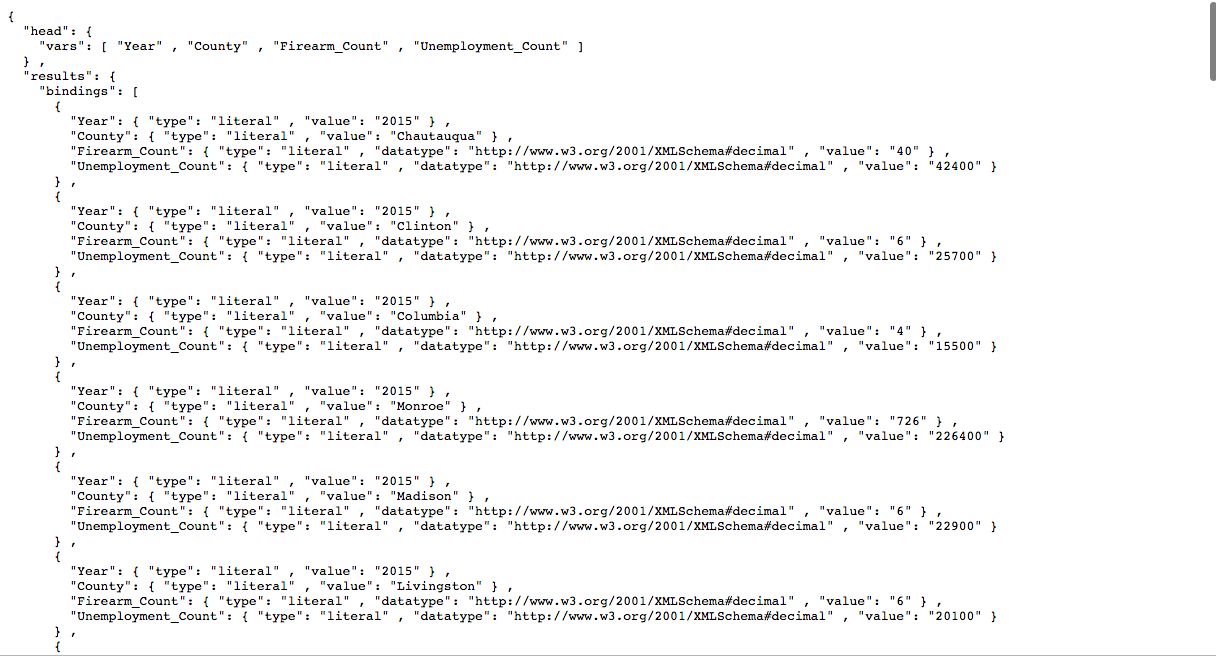 {
  "head": {
    "vars": [ "Year" , "County" , "Firearm_Count" , "Unemployment_Count" ]
  } ,
  "results": {
    "bindings": [
      {
        "Year": { "type": "literal" , "value": "2015" } ,
        "County": { "type": "literal" , "value": "Chautauqua" } ,
        "Firearm_Count": { "type": "literal" , "datatype": "http://www.w3.org/2001/XMLSchema#decimal" , "value": "40" } ,
        "Unemployment_Count": { "type": "literal" , "datatype": "http://www.w3.org/2001/XMLSchema#decimal" , "value": "42400" }
      } ,
      {
        "Year": { "type": "literal" , "value": "2015" } ,
        "County": { "type": "literal" , "value": "Clinton" } ,
        "Firearm_Count": { "type": "literal" , "datatype": "http://www.w3.org/2001/XMLSchema#decimal" , "value": "6" } ,
        "Unemployment_Count": { "type": "literal" , "datatype": "http://www.w3.org/2001/XMLSchema#decimal" , "value": "25700" }
      } ,
      {
        "Year": { "type": "literal" , "value": "2015" } ,
        "County": { "type": "literal" , "value": "Columbia" } ,
        "Firearm_Count": { "type": "literal" , "datatype": "http://www.w3.org/2001/XMLSchema#decimal" , "value": "4" } ,
        "Unemployment_Count": { "type": "literal" , "datatype": "http://www.w3.org/2001/XMLSchema#decimal" , "value": "15500" }
      } ,
      {
        "Year": { "type": "literal" , "value": "2015" } ,
        "County": { "type": "literal" , "value": "Monroe" } ,
        "Firearm_Count": { "type": "literal" , "datatype": "http://www.w3.org/2001/XMLSchema#decimal" , "value": "726" } ,
        "Unemployment_Count": { "type": "literal" , "datatype": "http://www.w3.org/2001/XMLSchema#decimal" , "value": "226400" }
      } ,
      {
        "Year": { "type": "literal" , "value": "2015" } ,
        "County": { "type": "literal" , "value": "Madison" } ,
        "Firearm_Count": { "type": "literal" , "datatype": "http://www.w3.org/2001/XMLSchema#decimal" , "value": "6" } ,
        "Unemployment_Count": { "type": "literal" , "datatype": "http://www.w3.org/2001/XMLSchema#decimal" , "value": "22900" }
      } ,
      {
        "Year": { "type": "literal" , "value": "2015" } ,
        "County": { "type": "literal" , "value": "Livingston" } ,
        "Firearm_Count": { "type": "literal" , "datatype": "http://www.w3.org/2001/XMLSchema#decimal" , "value": "6" } ,
        "Unemployment_Count": { "type": "literal" , "datatype": "http://www.w3.org/2001/XMLSchema#decimal" , "value": "20100" }
      } ,
      {